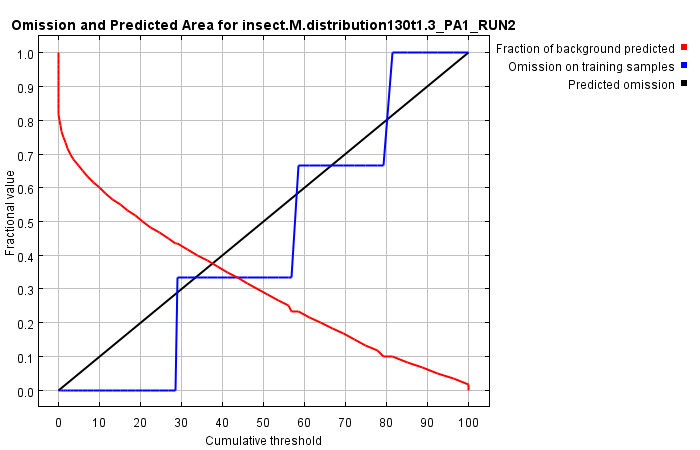 Omission and Predicted Area for insect.M.distribution130t1.3_PA1_RUN2
Fraction of background predicted
Omission on training samples
Predicted omission
Fractional value
1.0
0.9
0.8
0.7
0.6
0.5
0.4
0.3
0.2
0.1
0.0
0 10 20 30 40 50 60 70 80 90 100
Cumulative threshold